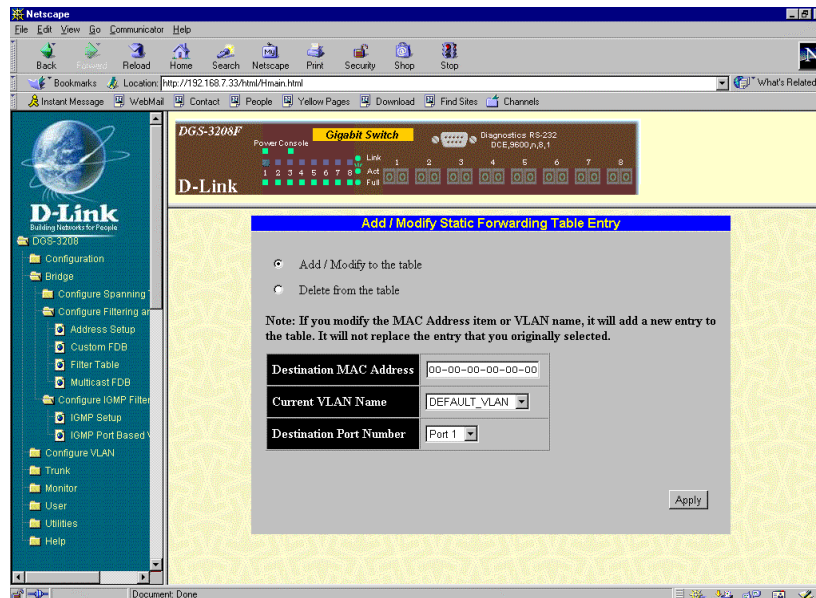 Netscape
File Edit View Go Communicator Help
Back Forward Reload Home Search Netscape Print Security Shop Stop
Bookmarks Location: http://192.168.7.33/html/Hmain.html What's Related
Instant Message WebMail Contact People Yellow Pages Download Find Sites Channels
DGS-3208F
Gigabit Switch
Power Console
Diagnostics RS-232
DCE,9600,n,8,1
Link
Act
Full
1 2 3 4 5 6 7 8
1 2 3 4 5 6 7 8
D-Link
D-Link
Building Networks for People
DGS-3208
Configuration
Bridge
Configure Spanning
Configure Filtering ar
Address Setup
Custom FDB
Filter Table
Multicast FDB
Configure IGMP Filter
IGMP Setup
IGMP Port Based V
Configure VLAN
Trunk
Monitor
User
Utilities
Help
Add / Modify Static Forwarding Table Entry
Add / Modify to the table
Delete from the table
Note: If you modify the MAC Address item or VLAN name, it will add a new entry to
the table. It will not replace the entry that you originally selected.
Destination MAC Address 00-00-00-00-00-00
Current VLAN Name DEFAULT_VLAN
Destination Port Number Port 1
Apply
Document: Done